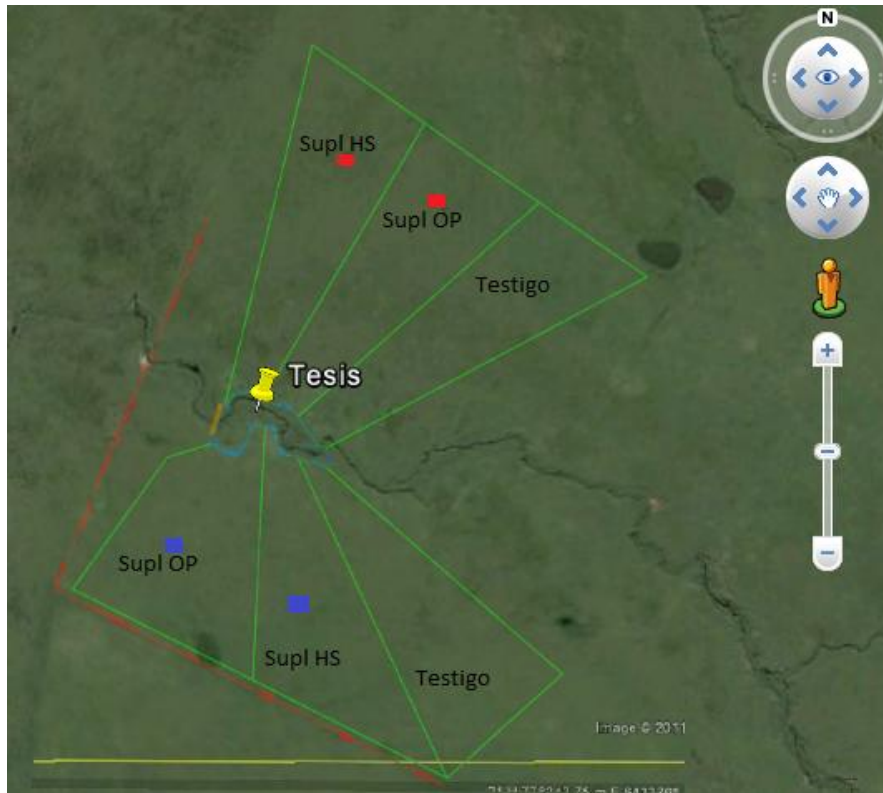 N
Supl HS
Supl OP
Testigo
Tesis
Supl OP
Supl HS
Testigo
Image © 2011